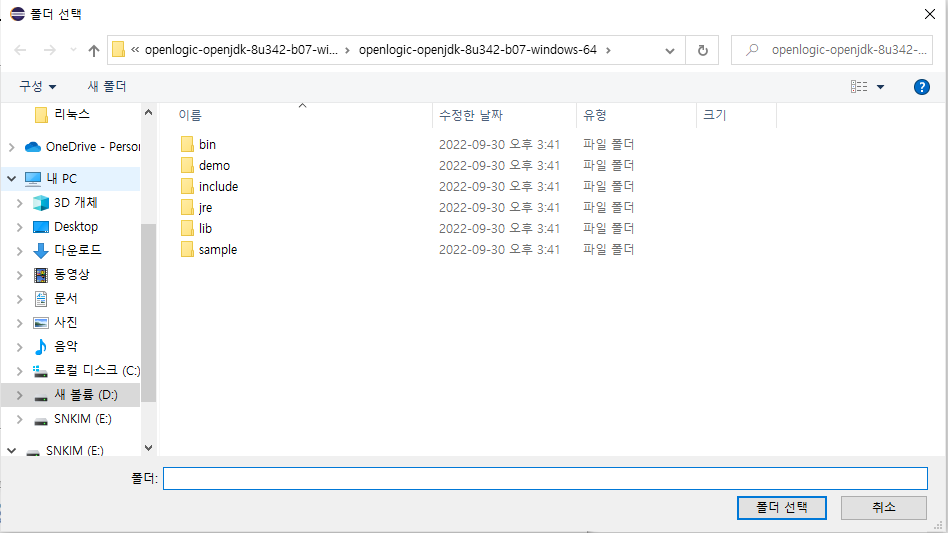 폴더 선택
« openlogic-openjdk-8u342-b07-wi... > openlogic-openjdk-8u342-b07-windows-64 > openlogic-openjdk-8u342-...
구성 새 폴더
리눅스
OneDrive - Person
내 PC
3D 개체
Desktop
다운로드
동영상
문서
사진
음악
로컬 디스크 (C:)
새 볼륨 (D:)
SNKIM (E:)
SNKIM (E:)
이름 수정한 날짜 유형 크기
bin 2022-09-30 오후 3:41 파일 폴더
demo 2022-09-30 오후 3:41 파일 폴더
include 2022-09-30 오후 3:41 파일 폴더
jre 2022-09-30 오후 3:41 파일 폴더
lib 2022-09-30 오후 3:41 파일 폴더
sample 2022-09-30 오후 3:41 파일 폴더
폴더:
폴더 선택 취소